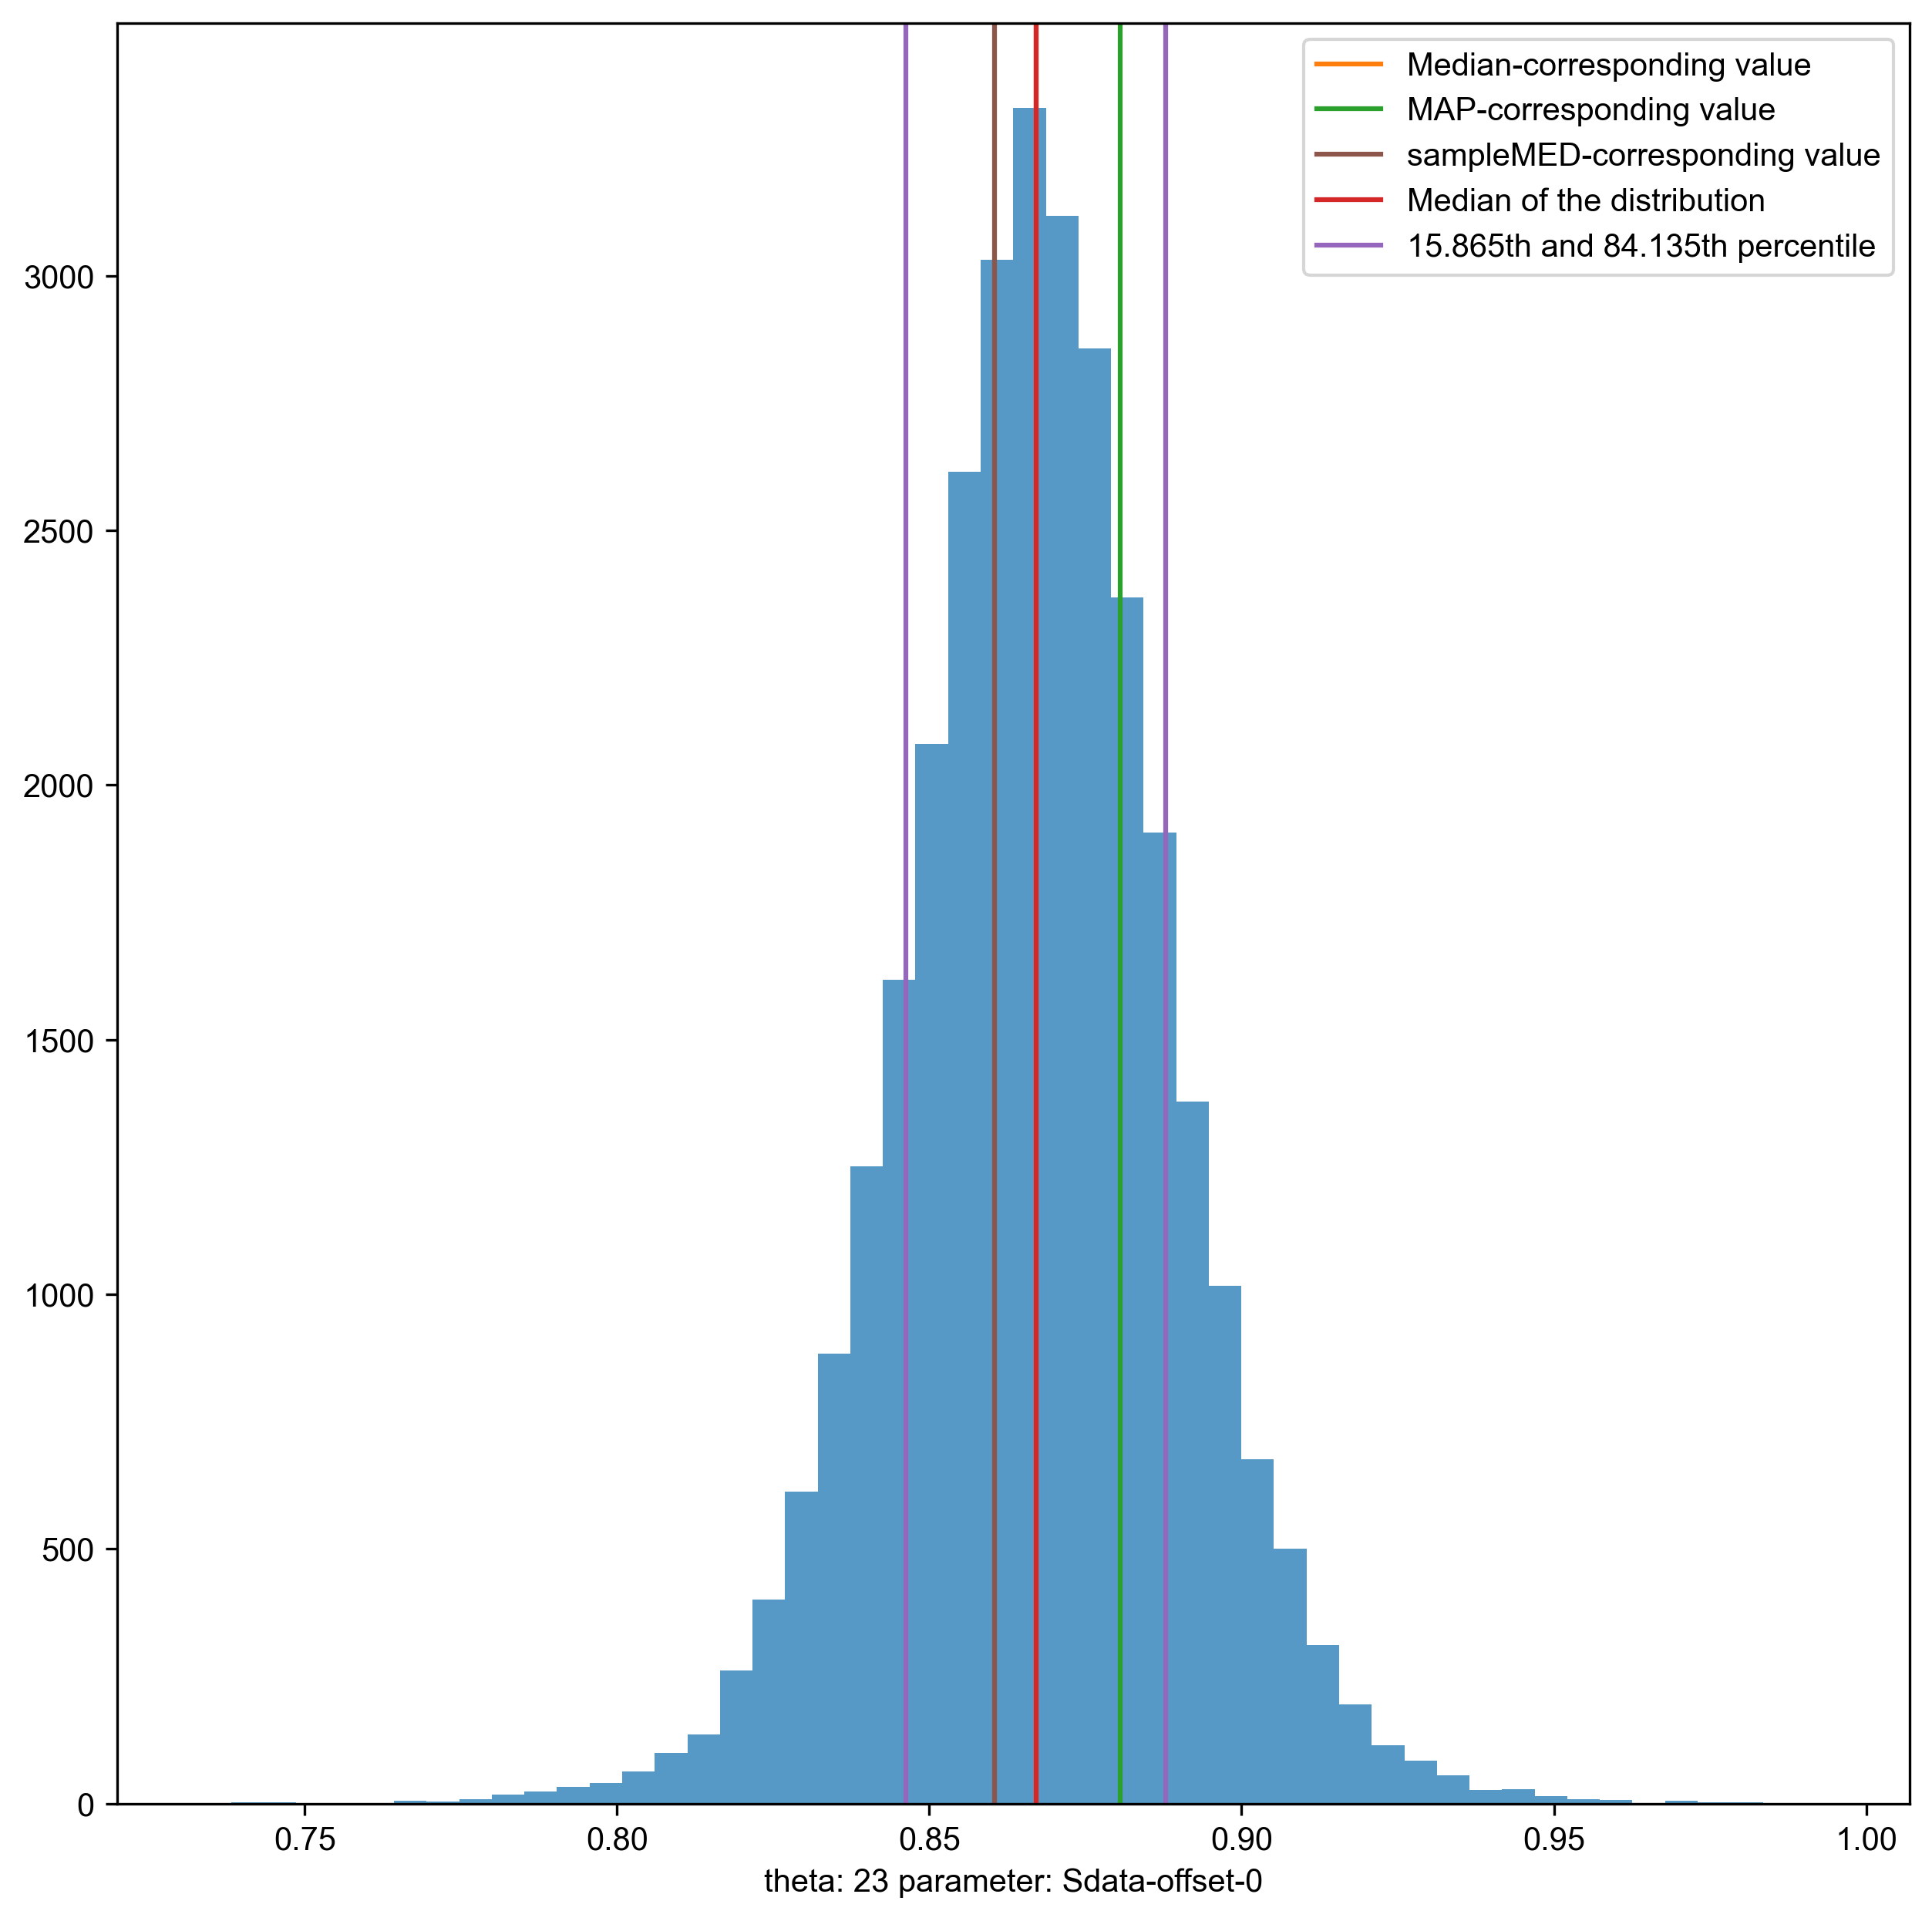 Median-corresponding value
MAP-corresponding value
sampleMED-corresponding value
Median of the distribution
15.865th and 84.135th percentile
3000
2500
2000
1500
1000
500
0
0.75 0.80 0.85 0.90 0.95 1.00
theta: 23 parameter: Sdata-offset-0